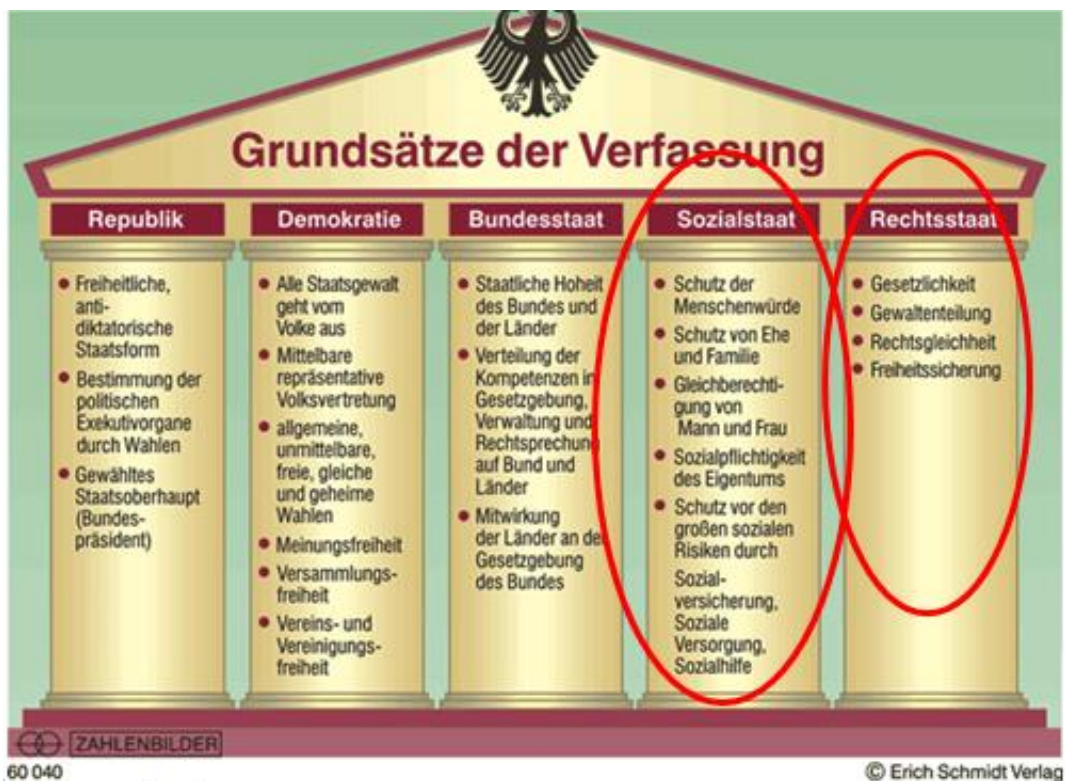 Grundsätze der Verfassung
Republik
Freiheitliche,
anti-
diktatorische
Staatsform
Bestimmung der
politischen
Exekutivorgane
durch Wahlen
Gewähltes
Staatsoberhaupt
(Bundes-
präsident)
Demokratie
Alle Staatsgewalt
geht vom
Volke aus
Mittelbare
repräsentative
Volksvertretung
allgemeine,
unmittelbare,
freie, gleiche
und geheime
Wahlen
Meinungsfreiheit
Versammlungs-
freiheit
Vereins- und
Vereinigungs-
freiheit
Bundesstaat
Staatliche Hoheit
des Bundes und
der Länder
Verteilung der
Kompetenzen in
Gesetzgebung,
Verwaltung und
Rechtsprechung
auf Bund und
Länder
Mitwirkung
der Länder an der
Gesetzgebung
des Bundes
Sozialstaat
Schutz der
Menschenwürde
Schutz von Ehe
und Familie
Gleichberechti-
gung von
Mann und Frau
Sozialpflichtigkeit
des Eigentums
Schutz vor den
großen sozialen
Risiken durch
Sozial-
versicherung,
Soziale
Versorgung,
Sozialhilfe
Rechtsstaat
Gesetzlichkeit
Gewaltenteilung
Rechtsgleichheit
Freiheitssicherung
ZAHLENBILDER
60 040
© Erich Schmidt Verlag